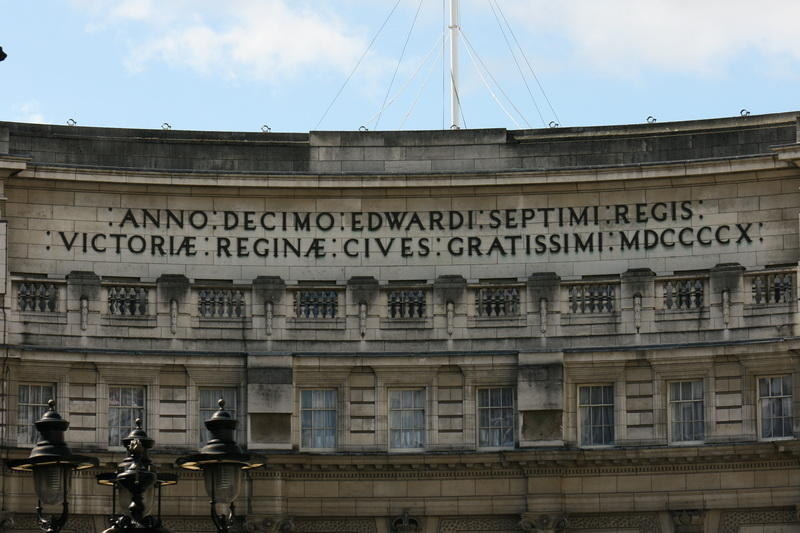 : ANNO : DECIMO : EDWARDI : SEPTIMI : REGIS :
: VICTORIÆ : REGINÆ : CIVES : GRATISSIMI : MDCCCCX :